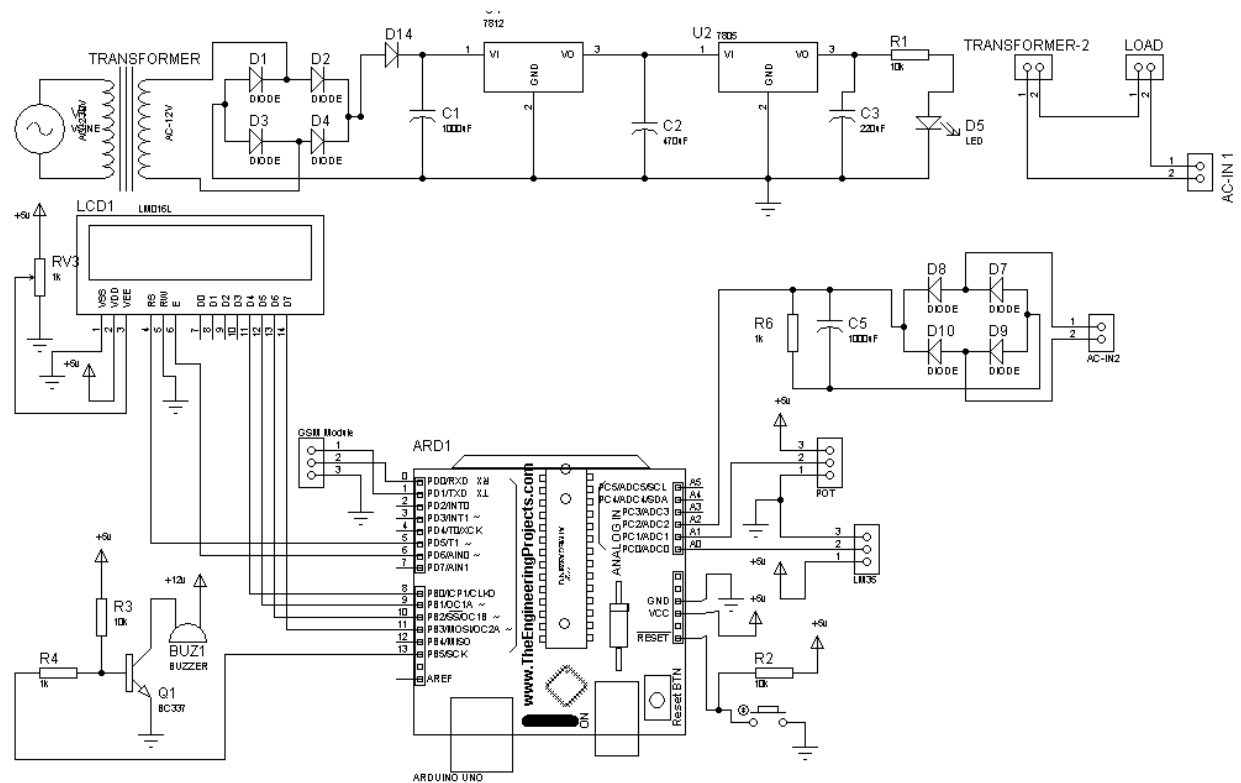 7812
TRANSFORMER
D1
DIODE
D2
DIODE
D3
DIODE
D4
DIODE
AC-12V
D14
1
VI
VO
3
GND
2
C1
1000uF
C2
470uF
U2
7805
1
VI
VO
3
GND
2
C3
220uF
R1
10k
D5
LED
TRANSFORMER-2
1
2
LOAD
1
2
1
2
AC-IN 1
LCD1
LM016L
+5v
RV3
1k
VSS
VDD
VEE
RS
RW
E
D0
D1
D2
D3
D4
D5
D6
D7
1
2
3
4
5
6
7
8
9
10
11
12
13
14
+5v
GSM Module
1
2
3
ARD1
www.TheEngineeringProjects.com
0
PD0/RXD
RX
1
PD1/TXD
TX
2
PD2/INT0
3
PD3/INT1 ~
4
PD4/T0/XCK
5
PD5/T1 ~
6
PD6/AIN0 ~
7
PD7/AIN1
8
PB0/ICP1/CLKO
9
PB1/OC1A ~
10
PB2/SS/OC1B ~
11
PB3/MOSI/OC2A ~
12
PB4/MISO
13
PB5/SCK
AREF
ANALOG IN
PC5/ADC5/SCL
A5
PC4/ADC4/SDA
A4
PC3/ADC3
A3
PC2/ADC2
A2
PC1/ADC1
A1
PC0/ADC0
A0
GND
VCC
RESET
Reset BTN
ON
ARDUINO UNO
R6
1k
C5
1000uF
D8
DIODE
D7
DIODE
D10
DIODE
D9
DIODE
1
2
AC-IN2
+5v
3
2
1
POT
3
2
1
LM35
+5v
+5v
+5v
R2
10k
+5v
R3
10k
+12v
BUZ1
BUZZER
R4
1k
Q1
BC337